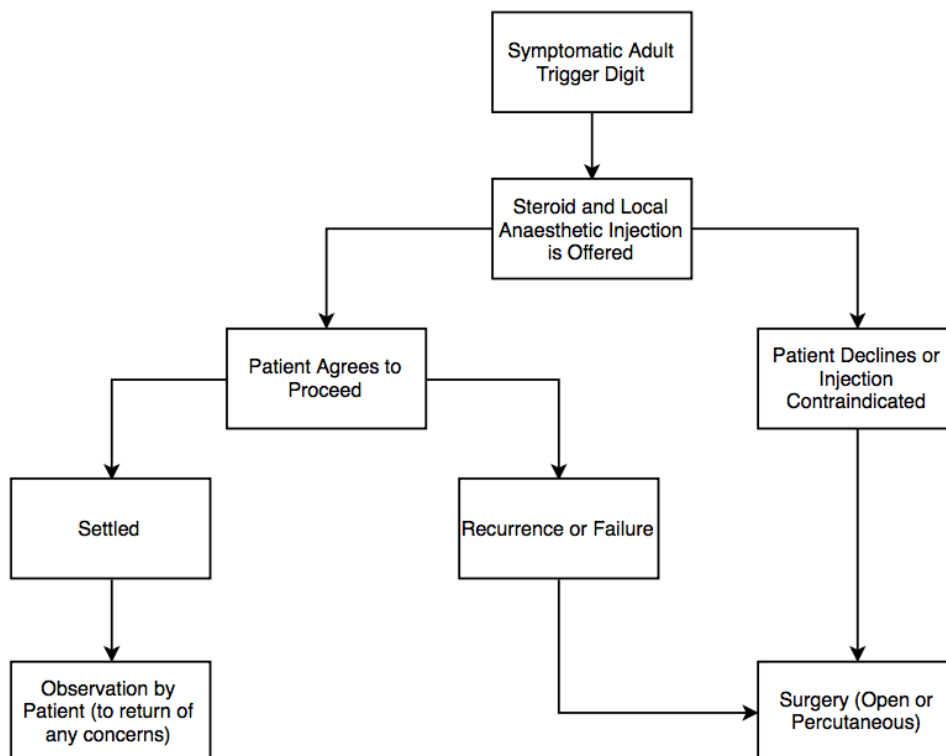 Symptomatic Adult
Trigger Digit
Steroid and Local
Anaesthetic Injection
is Offered
Patient Agrees to
Proceed
Patient Declines or
Injection
Contraindicated
Settled
Recurrence or Failure
Observation by
Patient (to return of
any concerns)
Surgery (Open or
Percutaneous)